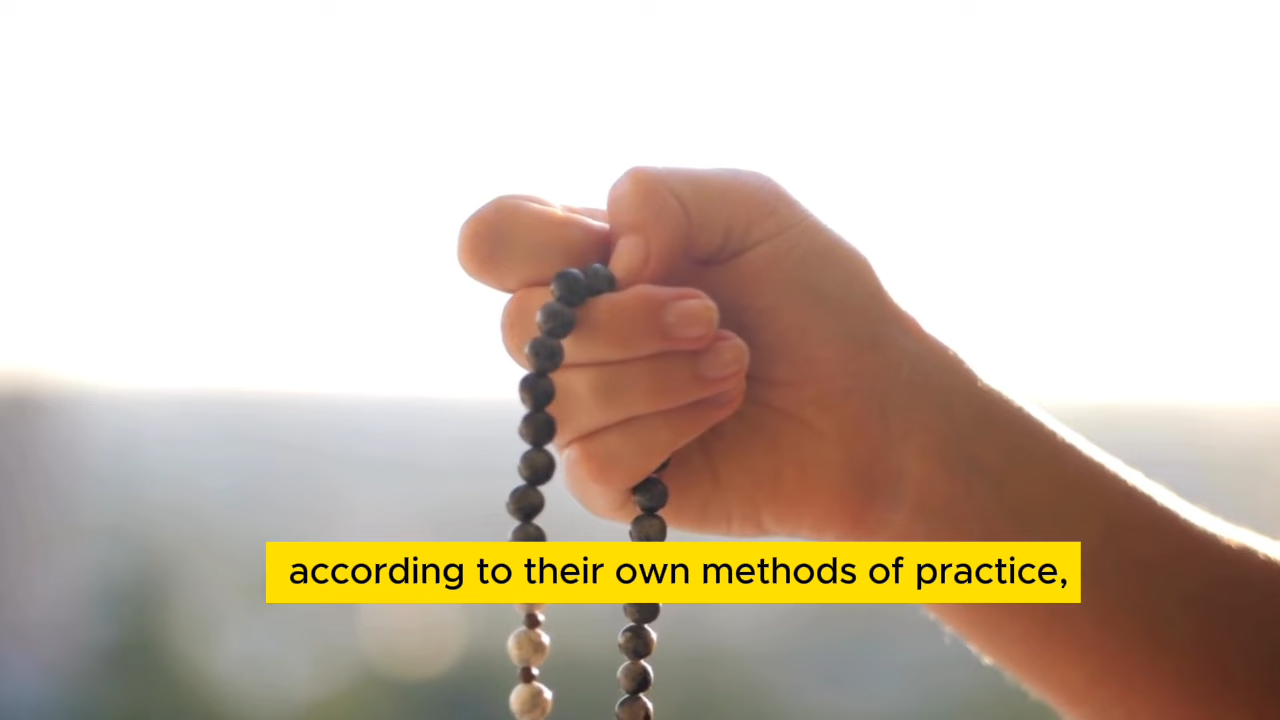 according to their own methods of practice,